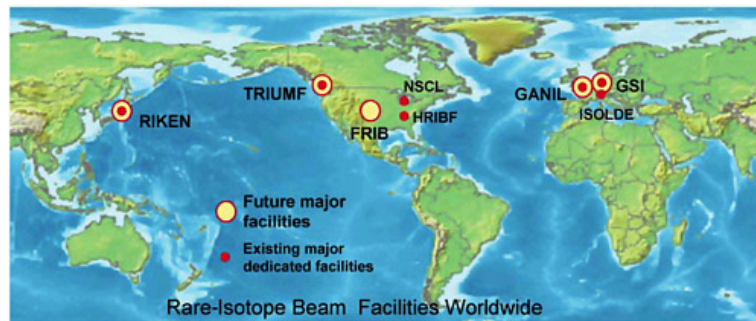 NSCL
TRIUMF
GANIL
GSI
RIKEN
HRIBF
ISOLDE
FRIB
Future major
facilities
Existing major
dedicated facilities
Rare-Isotope Beam Facilities Worldwide